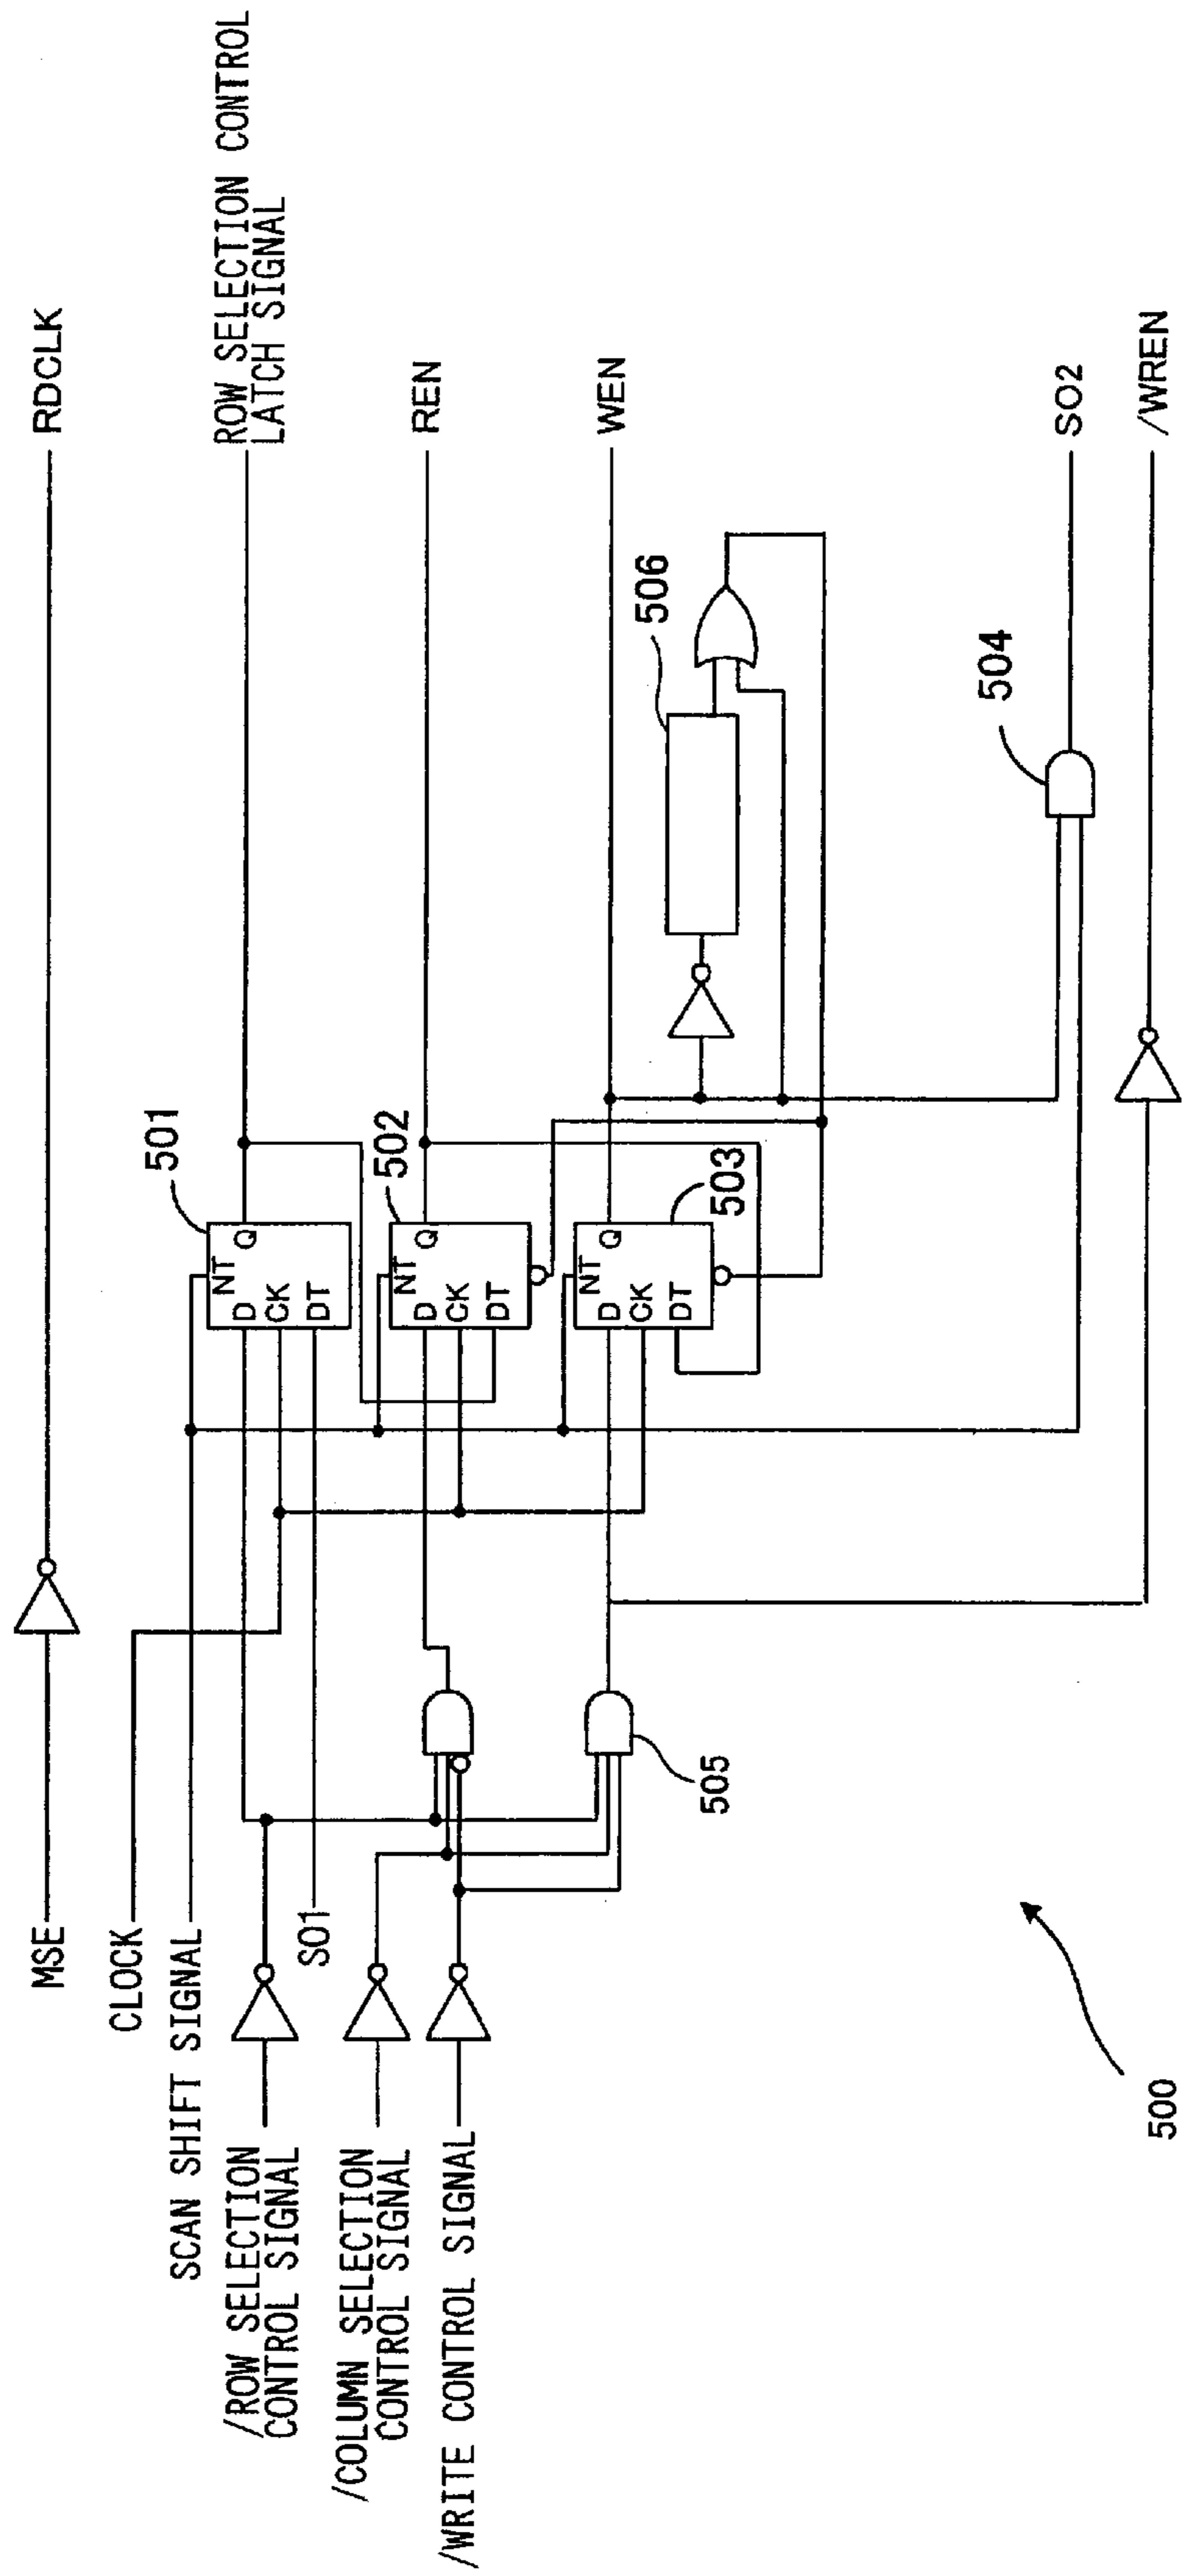 MSE
RDCLK
CLOCK
SCAN SHIFT SIGNAL
501
NT
D
Q
CK
DT
ROW SELECTION CONTROL
LATCH SIGNAL
/ROW SELECTION
CONTROL SIGNAL
SO1
502
NT
D
Q
CK
DT
REN
/COLUMN SELECTION
CONTROL SIGNAL
/WRITE CONTROL SIGNAL
503
NT
D
Q
CK
DT
WEN
505
506
504
SO2
/WREN
500